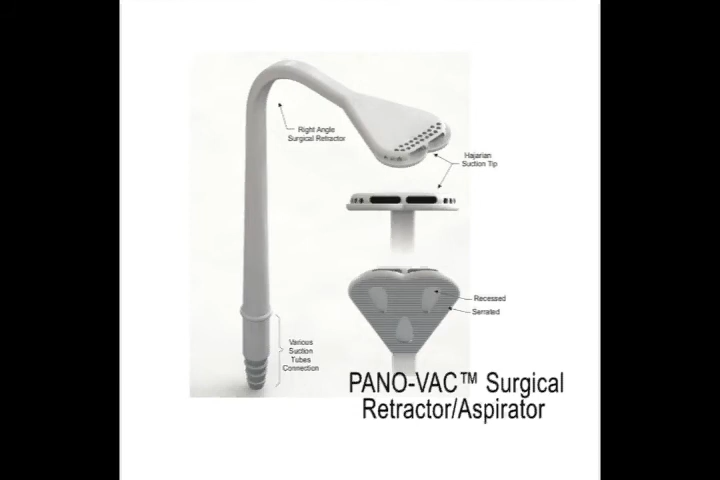 Right Angle
Surgical Retractor
Hajarian
Suction Tip
Recessed
Serrated
Various
Suction
Tubes
Connection
PANO-VAC™ Surgical
Retractor/Aspirator